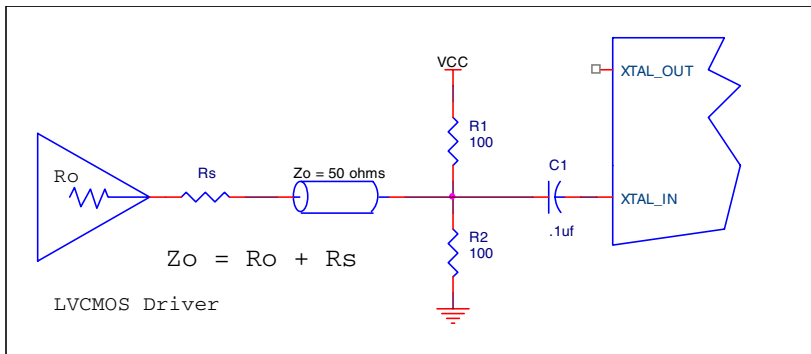 VCC
XTAL_OUT
R1
100
Ro
Rs
Zo = 50 ohms
C1
XTAL_IN
.1uf
R2
100
Zo = Ro + Rs
LVCMOS Driver